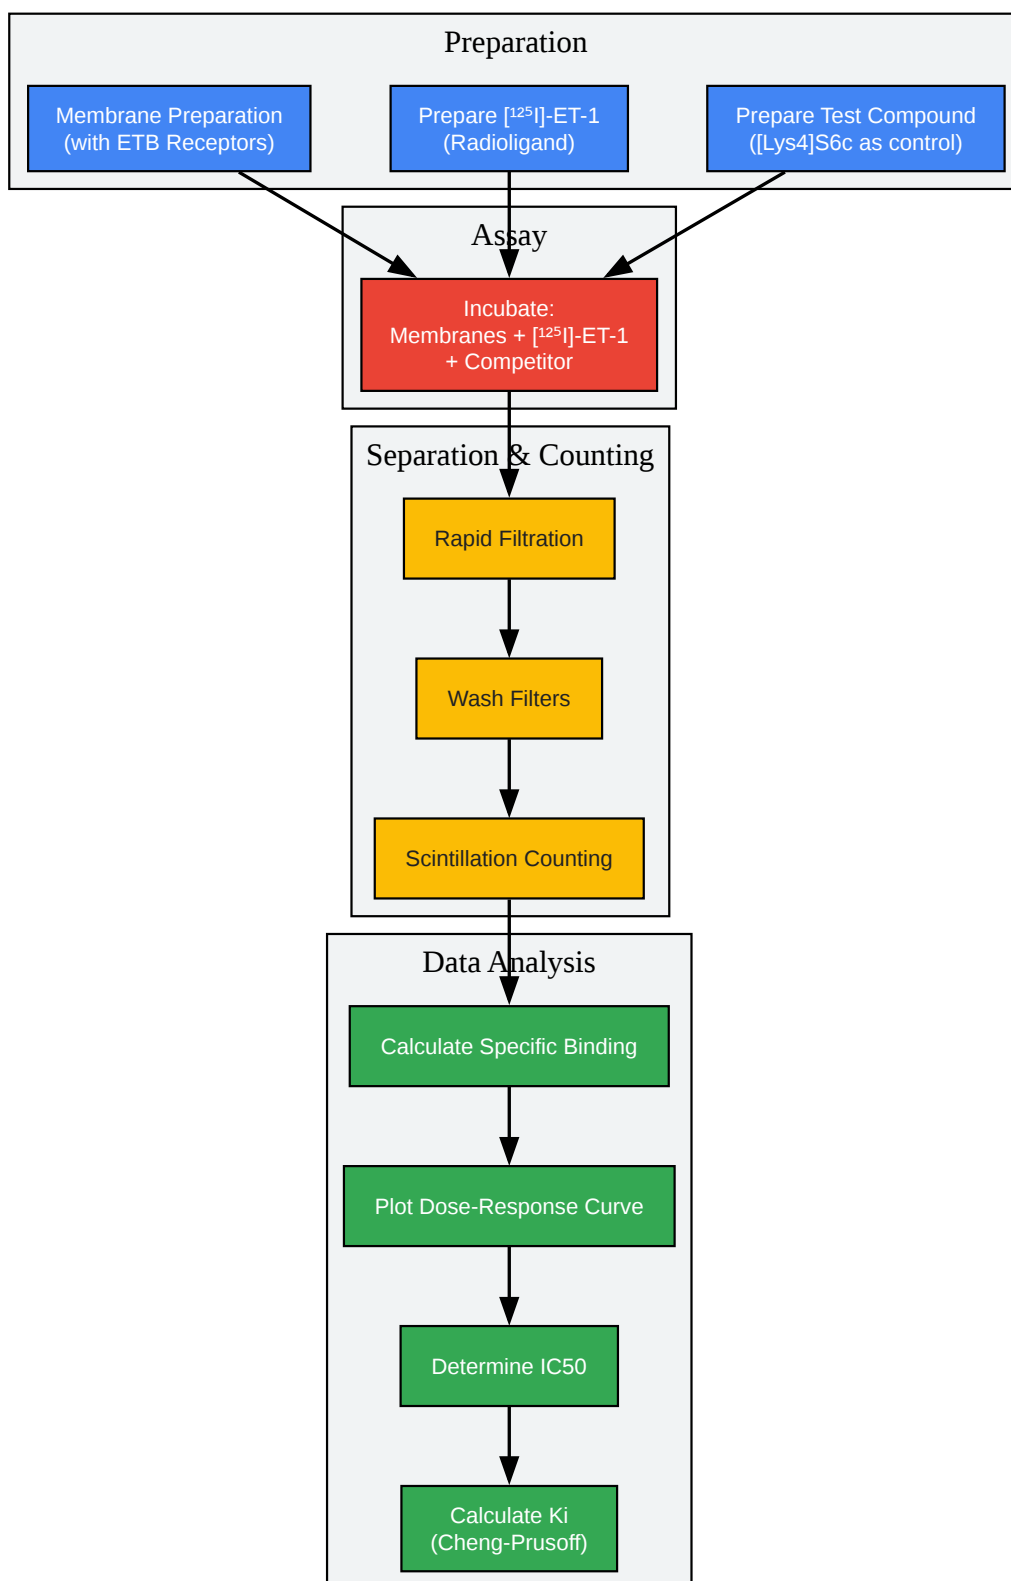 Preparation
Membrane Preparation
(with ETB Receptors)
Prepare [¹²⁵I]-ET-1
(Radioligand)
Prepare Test Compound
([Lys4]S6c as control)
Assay
Incubate:
Membranes + [¹²⁵I]-ET-1
+ Competitor
Separation & Counting
Rapid Filtration
Wash Filters
Scintillation Counting
Data Analysis
Calculate Specific Binding
Plot Dose-Response Curve
Determine IC50
Calculate Ki
(Cheng-Prusoff)